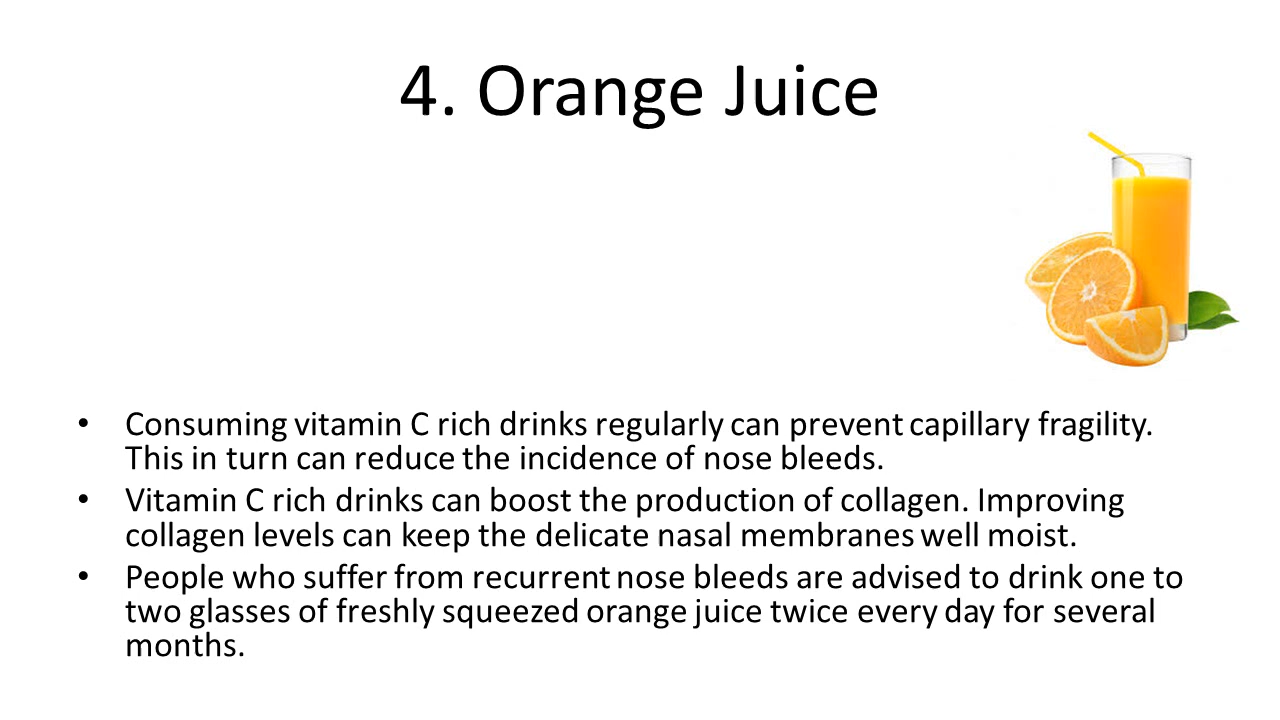 4. Orange Juice
• Consuming vitamin C rich drinks regularly can prevent capillary fragility.
This in turn can reduce the incidence of nose bleeds.
• Vitamin C rich drinks can boost the production of collagen. Improving
collagen levels can keep the delicate nasal membranes well moist.
• People who suffer from recurrent nose bleeds are advised to drink one to
two glasses of freshly squeezed orange juice twice every day for several
months.